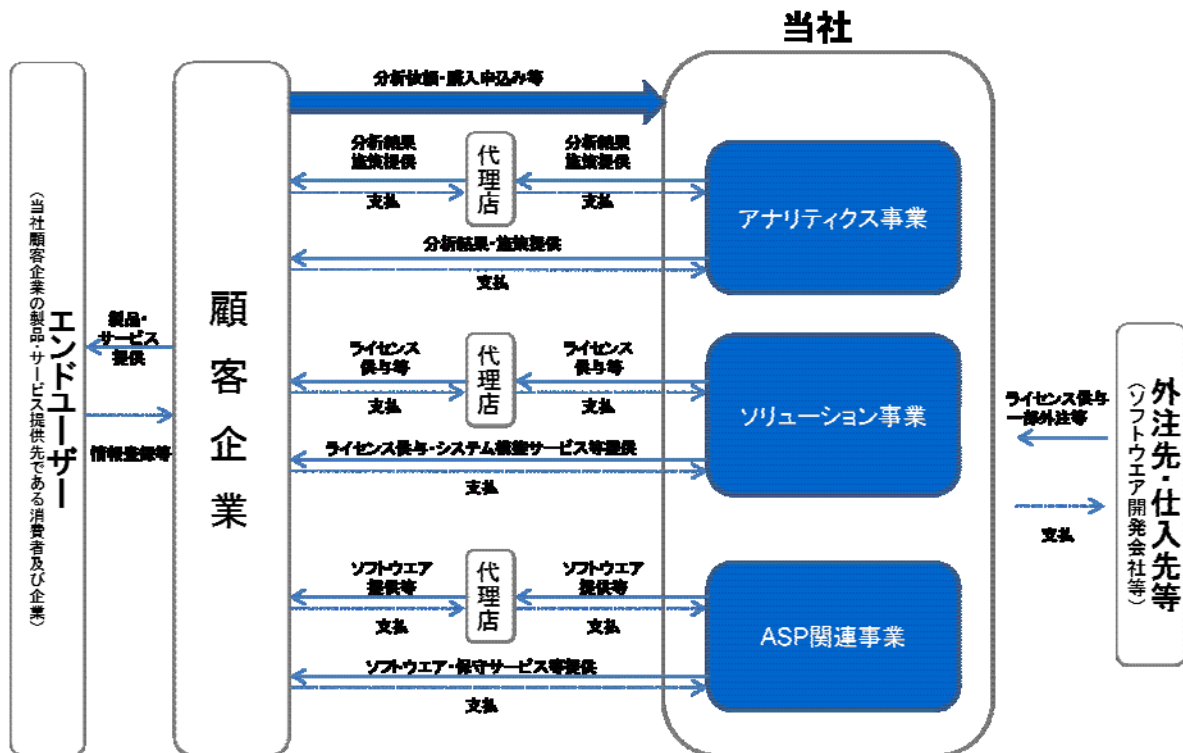 当社
分析依頼・購入申込み等
分析結果
施策提供
代理店
分析結果
施策提供
支払
支払
アナリティクス事業
分析結果・施策提供
支払
エンドユーザー
（当社顧客企業の製品・サービス提供先である消費者及び企業）
製品・
サービス
提供
情報登録等
顧客企業
ライセンス
供与等
代理店
ライセンス
供与等
支払
支払
ソリューション事業
ライセンス供与・システム構築サービス等提供
支払
ライセンス供与
一部外注等
支払
外注先・仕入先等
（ソフトウエア開発会社等）
ソフトウエア
提供等
代理店
ソフトウエア
提供等
支払
支払
ASP関連事業
ソフトウエア・保守サービス等提供
支払